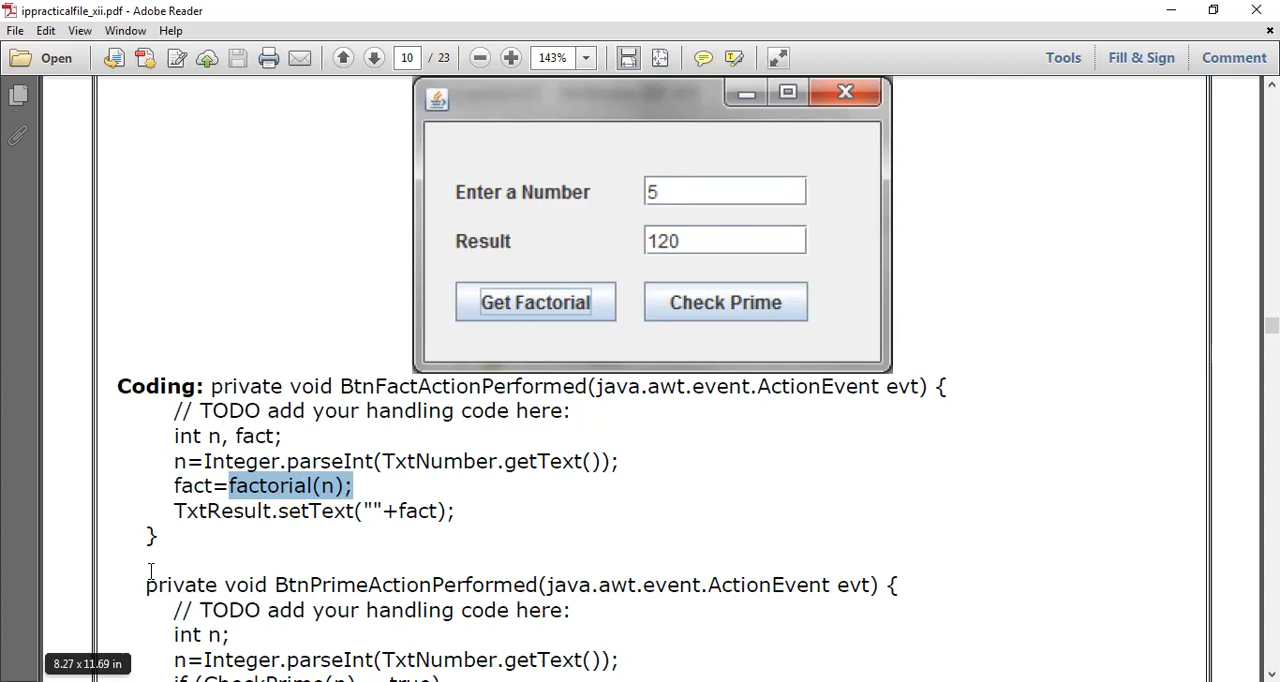 ippracticalfile_xii.pdf - Adobe Reader
File Edit View Window Help
Open 10 / 23 143% Tools Fill & Sign Comment
Enter a Number 5
Result 120
Get Factorial Check Prime
Coding: private void BtnFactActionPerformed(java.awt.event.ActionEvent evt) {
// TODO add your handling code here:
int n, fact;
n=Integer.parseInt(TxtNumber.getText());
fact=factorial(n);
TxtResult.setText(""+fact);
}
private void BtnPrimeActionPerformed(java.awt.event.ActionEvent evt) {
// TODO add your handling code here:
int n;
n=Integer.parseInt(TxtNumber.getText());
if (CheckPrime(n) true)
8.27 x 11.69 in